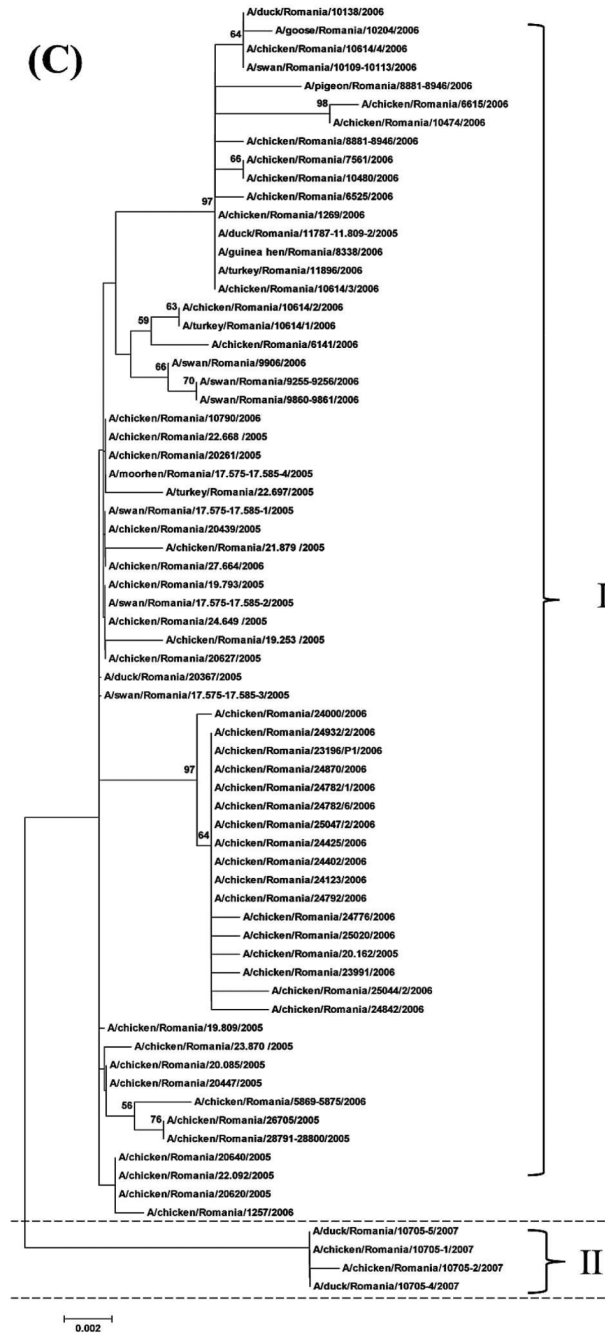 (C)
A/duck/Romania/10138/2006
64
A/goose/Romania/10204/2006
A/chicken/Romania/10614/4/2006
A/swan/Romania/10109-10113/2006
A/pigeon/Romania/8881-8946/2006
98
A/chicken/Romania/6615/2006
A/chicken/Romania/10474/2006
A/chicken/Romania/8881-8946/2006
66
A/chicken/Romania/7561/2006
A/chicken/Romania/10480/2006
A/chicken/Romania/6525/2006
97
A/chicken/Romania/1269/2006
A/duck/Romania/11787-11.809-2/2005
A/guinea hen/Romania/8338/2006
A/turkey/Romania/11896/2006
A/chicken/Romania/10614/3/2006
63
A/chicken/Romania/10614/2/2006
59
A/turkey/Romania/10614/1/2006
A/chicken/Romania/6141/2006
66
A/swan/Romania/9906/2006
70
A/swan/Romania/9255-9256/2006
A/swan/Romania/9860-9861/2006
A/chicken/Romania/10790/2006
A/chicken/Romania/22.668 /2005
A/chicken/Romania/20261/2005
A/moorhen/Romania/17.575-17.585-4/2005
A/turkey/Romania/22.697/2005
A/swan/Romania/17.575-17.585-1/2005
A/chicken/Romania/20439/2005
A/chicken/Romania/21.879 /2005
A/chicken/Romania/27.664/2006
A/chicken/Romania/19.793/2005
A/swan/Romania/17.575-17.585-2/2005
I
A/chicken/Romania/24.649 /2005
A/chicken/Romania/19.253 /2005
A/chicken/Romania/20627/2005
A/duck/Romania/20367/2005
A/swan/Romania/17.575-17.585-3/2005
A/chicken/Romania/24000/2006
A/chicken/Romania/24932/2/2006
A/chicken/Romania/23196/P1/2006
97
A/chicken/Romania/24870/2006
A/chicken/Romania/24782/1/2006
A/chicken/Romania/24782/6/2006
A/chicken/Romania/25047/2/2006
64
A/chicken/Romania/24425/2006
A/chicken/Romania/24402/2006
A/chicken/Romania/24123/2006
A/chicken/Romania/24792/2006
A/chicken/Romania/24776/2006
A/chicken/Romania/25020/2006
A/chicken/Romania/20.162/2005
A/chicken/Romania/23991/2006
A/chicken/Romania/25044/2/2006
A/chicken/Romania/24842/2006
A/chicken/Romania/19.809/2005
A/chicken/Romania/23.870 /2005
A/chicken/Romania/20.085/2005
A/chicken/Romania/20447/2005
56
A/chicken/Romania/5869-5875/2006
76
A/chicken/Romania/26705/2005
A/chicken/Romania/28791-28800/2005
A/chicken/Romania/20640/2005
A/chicken/Romania/22.092/2005
A/chicken/Romania/20620/2005
A/chicken/Romania/1257/2006
A/duck/Romania/10705-5/2007
A/chicken/Romania/10705-1/2007
II
A/chicken/Romania/10705-2/2007
A/duck/Romania/10705-4/2007
0.002